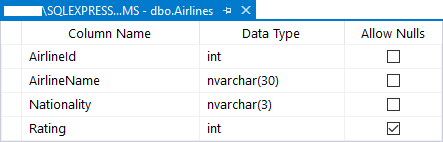 \SQLEXPRESS...MS - dbo.Airlines
Column Name Data Type Allow Nulls
AirlineId int
AirlineName nvarchar(30)
Nationality nvarchar(3)
Rating int